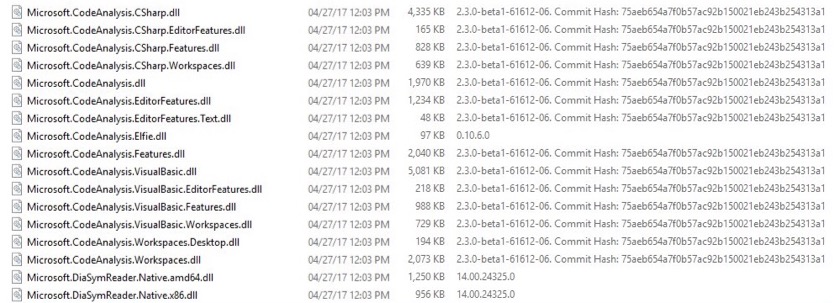 Microsoft.CodeAnalysis.CSharp.dll 04/27/17 12:03 PM 4,335 KB 2.3.0-beta1-61612-06. Commit Hash: 75aeb654a7f0b57ac92b150021eb243b254313a1
Microsoft.CodeAnalysis.CSharp.EditorFeatures.dll 04/27/17 12:03 PM 165 KB 2.3.0-beta1-61612-06. Commit Hash: 75aeb654a7f0b57ac92b150021eb243b254313a1
Microsoft.CodeAnalysis.CSharp.Features.dll 04/27/17 12:03 PM 828 KB 2.3.0-beta1-61612-06. Commit Hash: 75aeb654a7f0b57ac92b150021eb243b254313a1
Microsoft.CodeAnalysis.CSharp.Workspaces.dll 04/27/17 12:03 PM 639 KB 2.3.0-beta1-61612-06. Commit Hash: 75aeb654a7f0b57ac92b150021eb243b254313a1
Microsoft.CodeAnalysis.dll 04/27/17 12:03 PM 1,970 KB 2.3.0-beta1-61612-06. Commit Hash: 75aeb654a7f0b57ac92b150021eb243b254313a1
Microsoft.CodeAnalysis.EditorFeatures.dll 04/27/17 12:03 PM 1,234 KB 2.3.0-beta1-61612-06. Commit Hash: 75aeb654a7f0b57ac92b150021eb243b254313a1
Microsoft.CodeAnalysis.EditorFeatures.Text.dll 04/27/17 12:03 PM 48 KB 2.3.0-beta1-61612-06. Commit Hash: 75aeb654a7f0b57ac92b150021eb243b254313a1
Microsoft.CodeAnalysis.Elfie.dll 04/27/17 12:03 PM 97 KB 0.10.6.0
Microsoft.CodeAnalysis.Features.dll 04/27/17 12:03 PM 2,040 KB 2.3.0-beta1-61612-06. Commit Hash: 75aeb654a7f0b57ac92b150021eb243b254313a1
Microsoft.CodeAnalysis.VisualBasic.dll 04/27/17 12:03 PM 5,081 KB 2.3.0-beta1-61612-06. Commit Hash: 75aeb654a7f0b57ac92b150021eb243b254313a1
Microsoft.CodeAnalysis.VisualBasic.EditorFeatures.dll 04/27/17 12:03 PM 218 KB 2.3.0-beta1-61612-06. Commit Hash: 75aeb654a7f0b57ac92b150021eb243b254313a1
Microsoft.CodeAnalysis.VisualBasic.Features.dll 04/27/17 12:03 PM 988 KB 2.3.0-beta1-61612-06. Commit Hash: 75aeb654a7f0b57ac92b150021eb243b254313a1
Microsoft.CodeAnalysis.VisualBasic.Workspaces.dll 04/27/17 12:03 PM 729 KB 2.3.0-beta1-61612-06. Commit Hash: 75aeb654a7f0b57ac92b150021eb243b254313a1
Microsoft.CodeAnalysis.Workspaces.Desktop.dll 04/27/17 12:03 PM 194 KB 2.3.0-beta1-61612-06. Commit Hash: 75aeb654a7f0b57ac92b150021eb243b254313a1
Microsoft.CodeAnalysis.Workspaces.dll 04/27/17 12:03 PM 2,073 KB 2.3.0-beta1-61612-06. Commit Hash: 75aeb654a7f0b57ac92b150021eb243b254313a1
Microsoft.DiaSymReader.Native.amd64.dll 04/27/17 12:03 PM 1,250 KB 14.00.24325.0
Microsoft.DiaSymReader.Native.x86.dll 04/27/17 12:03 PM 956 KB 14.00.24325.0